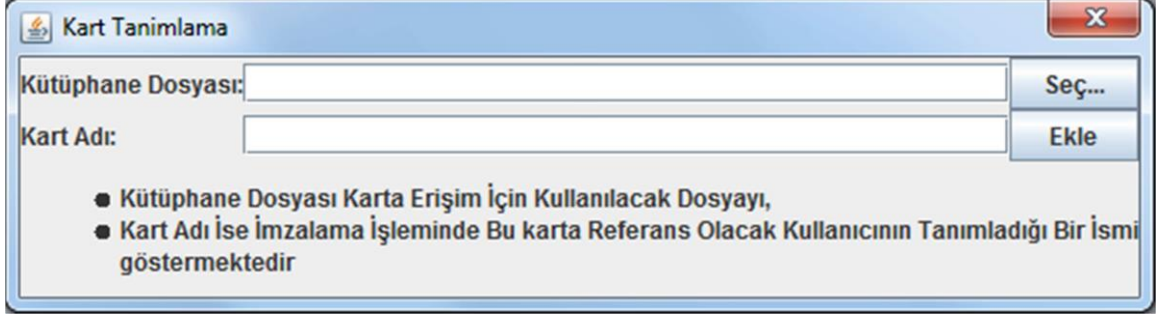 Kart Tanimlama
Kütüphane Dosyası: Seç...
Kart Adı: Ekle
Kütüphane Dosyası Karta Erişim İçin Kullanılacak Dosyayı,
Kart Adı İse İmzalama İşleminde Bu karta Referans Olacak Kullanıcının Tanımladığı Bir İsmi
göstermektedir